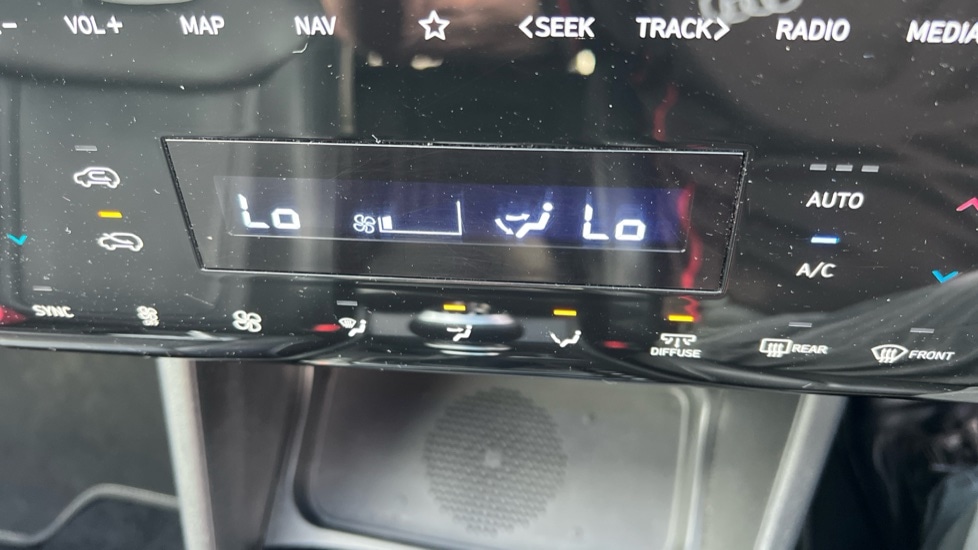 VOL+ MAP NAV <SEEK TRACK> RADIO MEDIA
AUTO
Lo Lo
A/C
SYNC
DIFFUSE REAR FRONT